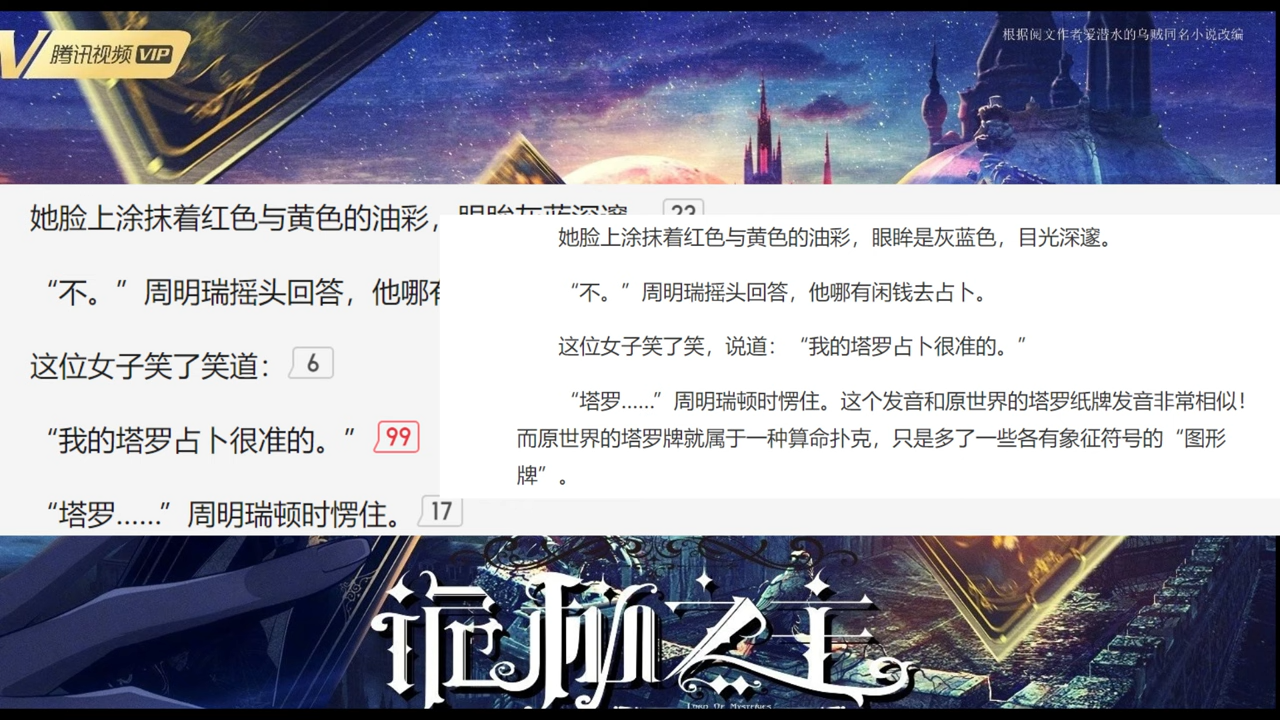 腾讯视频 VIP
根据阅文作者爱潜水的乌贼同名小说改编
她脸上涂抹着红色与黄色的油彩，眼眸灰蓝深邃。 23
“不。”周明瑞摇头回答，他哪有
这位女子笑了笑道： 6
“我的塔罗占卜很准的。” 99
“塔罗……”周明瑞顿时愣住。 17
她脸上涂抹着红色与黄色的油彩，眼眸是灰蓝色，目光深邃。
“不。”周明瑞摇头回答，他哪有闲钱去占卜。
这位女子笑了笑，说道：“我的塔罗占卜很准的。”
“塔罗……”周明瑞顿时愣住。这个发音和原世界的塔罗纸牌发音非常相似！
而原世界的塔罗牌就属于一种算命扑克，只是多了一些各有象征符号的“图形
牌”。
诡秘之主
LORD OF MYSTERIES